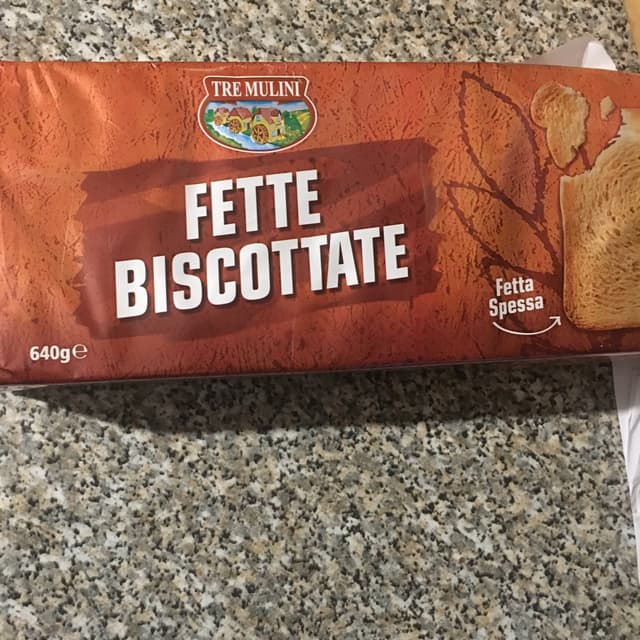 TRE MULINI
FETTE
BISCOTTATE
Fetta
Spessa
640g℮